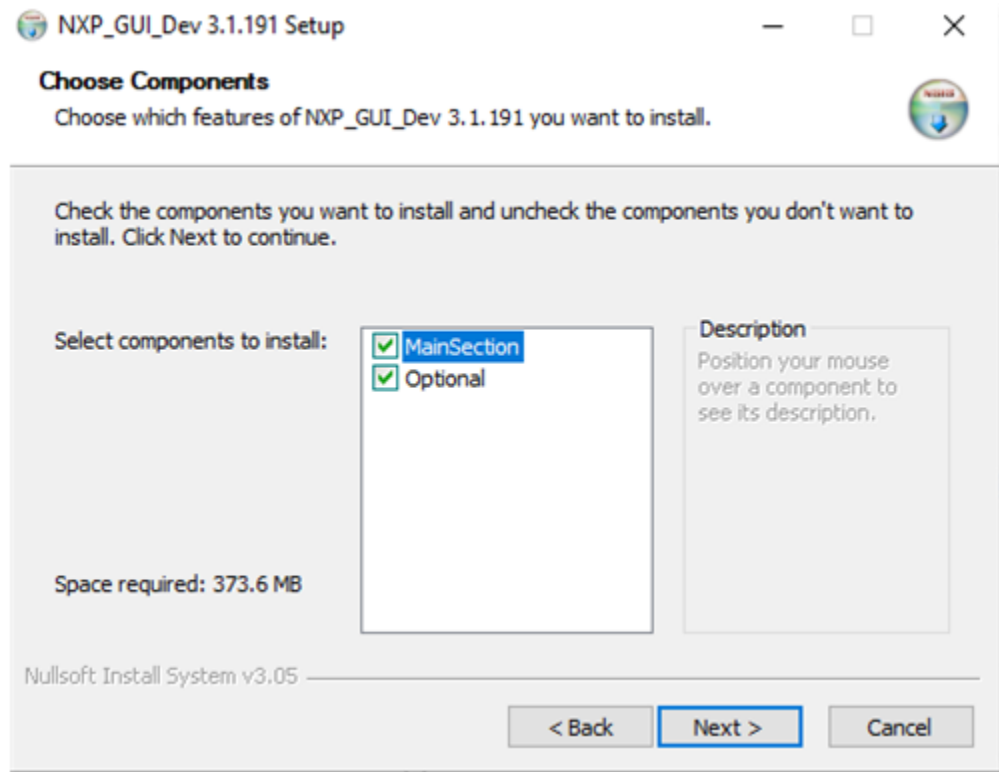 NXP_GUI_Dev 3.1.191 Setup
Choose Components
Choose which features of NXP_GUI_Dev 3.1.191 you want to install.
Check the components you want to install and uncheck the components you don't want to
install. Click Next to continue.
Select components to install:
MainSection
Optional
Description
Position your mouse
over a component to
see its description.
Space required: 373.6 MB
Nullsoft Install System v3.05
< Back
Next >
Cancel